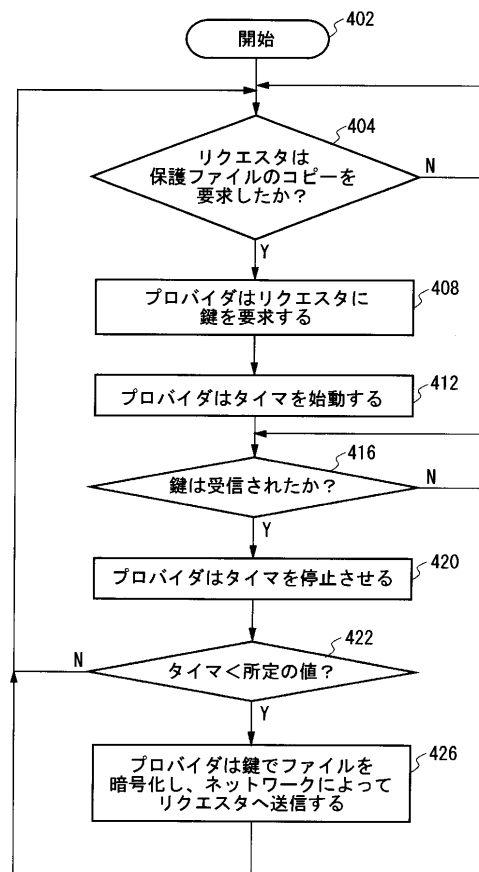 402
開始
404
リクエスタは
保護ファイルのコピーを
要求したか？
N
Y
プロバイダはリクエスタに
鍵を要求する
408
プロバイダはタイマを始動する
412
416
鍵は受信されたか？
N
Y
プロバイダはタイマを停止させる
420
422
N
タイマ＜所定の値？
Y
プロバイダは鍵でファイルを
暗号化し、ネットワークによって
リクエスタへ送信する
426